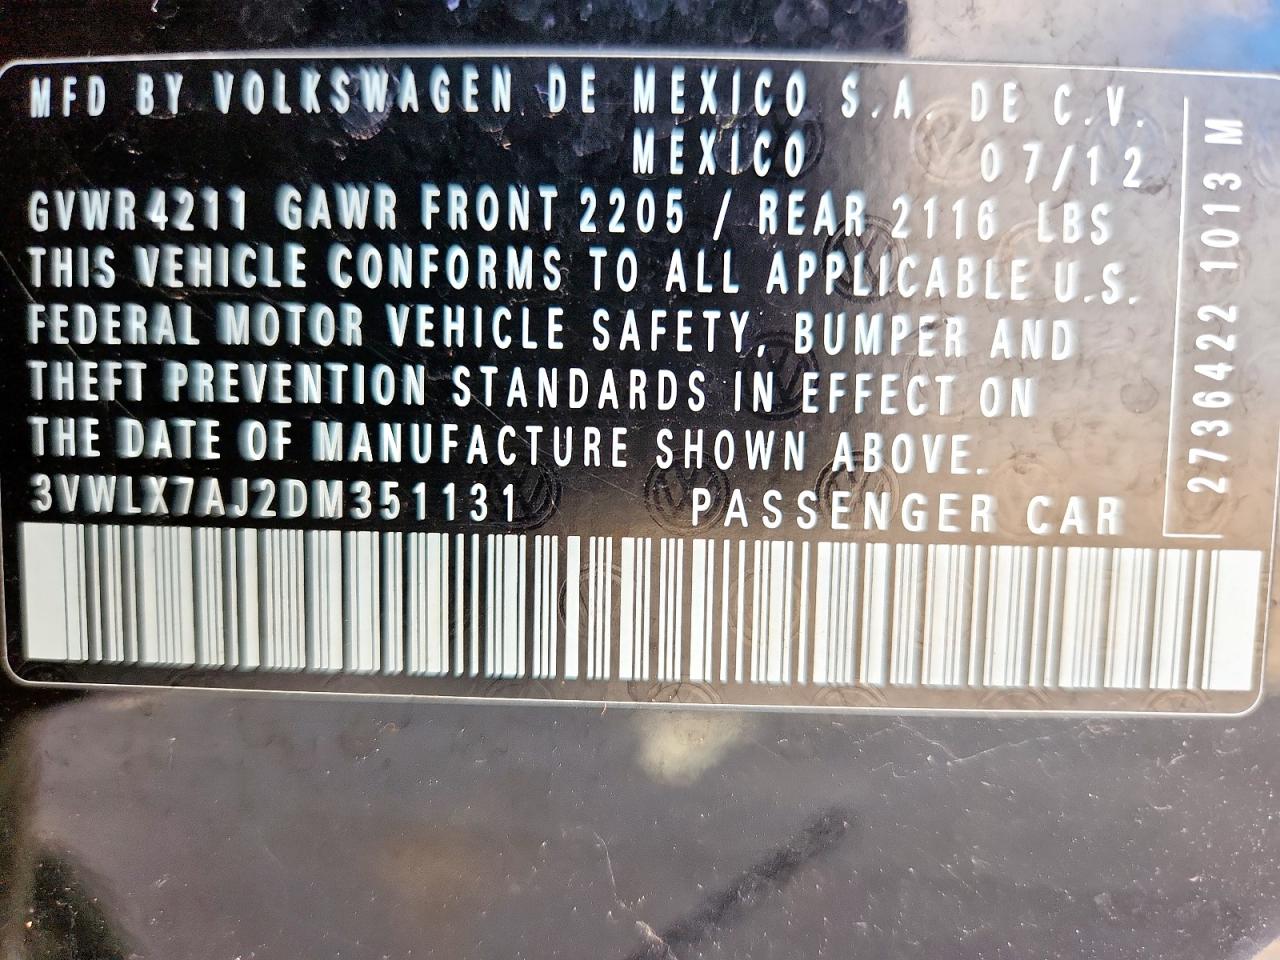 MFD BY VOLKSWAGEN DE MEXICO S.A DE C.V.
MEXICO 07/12
GVWR 4211 GAWR FRONT 2205 / REAR 2116 LBS
THIS VEHICLE CONFORMS TO ALL APPLICABLE U.S.
FEDERAL MOTOR VEHICLE SAFETY, BUMPER AND
THEFT PREVENTION STANDARDS IN EFFECT ON
THE DATE OF MANUFACTURE SHOWN ABOVE.
3VWLX7AJ2DM351131 PASSENGER CAR
2736422 1013 M